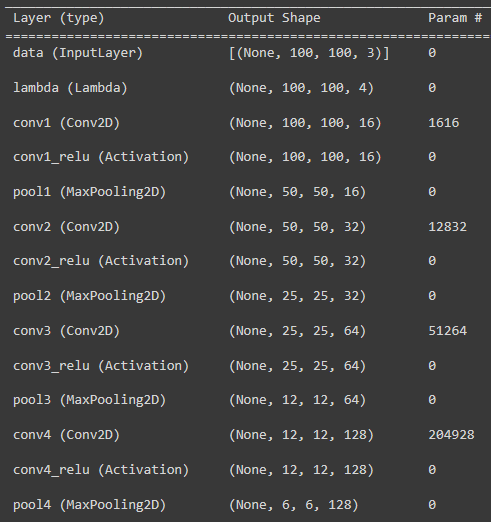 Layer (type) Output Shape Param #
=================================================================
data (InputLayer) [(None, 100, 100, 3)] 0
lambda (Lambda) (None, 100, 100, 4) 0
conv1 (Conv2D) (None, 100, 100, 16) 1616
conv1_relu (Activation) (None, 100, 100, 16) 0
pool1 (MaxPooling2D) (None, 50, 50, 16) 0
conv2 (Conv2D) (None, 50, 50, 32) 12832
conv2_relu (Activation) (None, 50, 50, 32) 0
pool2 (MaxPooling2D) (None, 25, 25, 32) 0
conv3 (Conv2D) (None, 25, 25, 64) 51264
conv3_relu (Activation) (None, 25, 25, 64) 0
pool3 (MaxPooling2D) (None, 12, 12, 64) 0
conv4 (Conv2D) (None, 12, 12, 128) 204928
conv4_relu (Activation) (None, 12, 12, 128) 0
pool4 (MaxPooling2D) (None, 6, 6, 128) 0